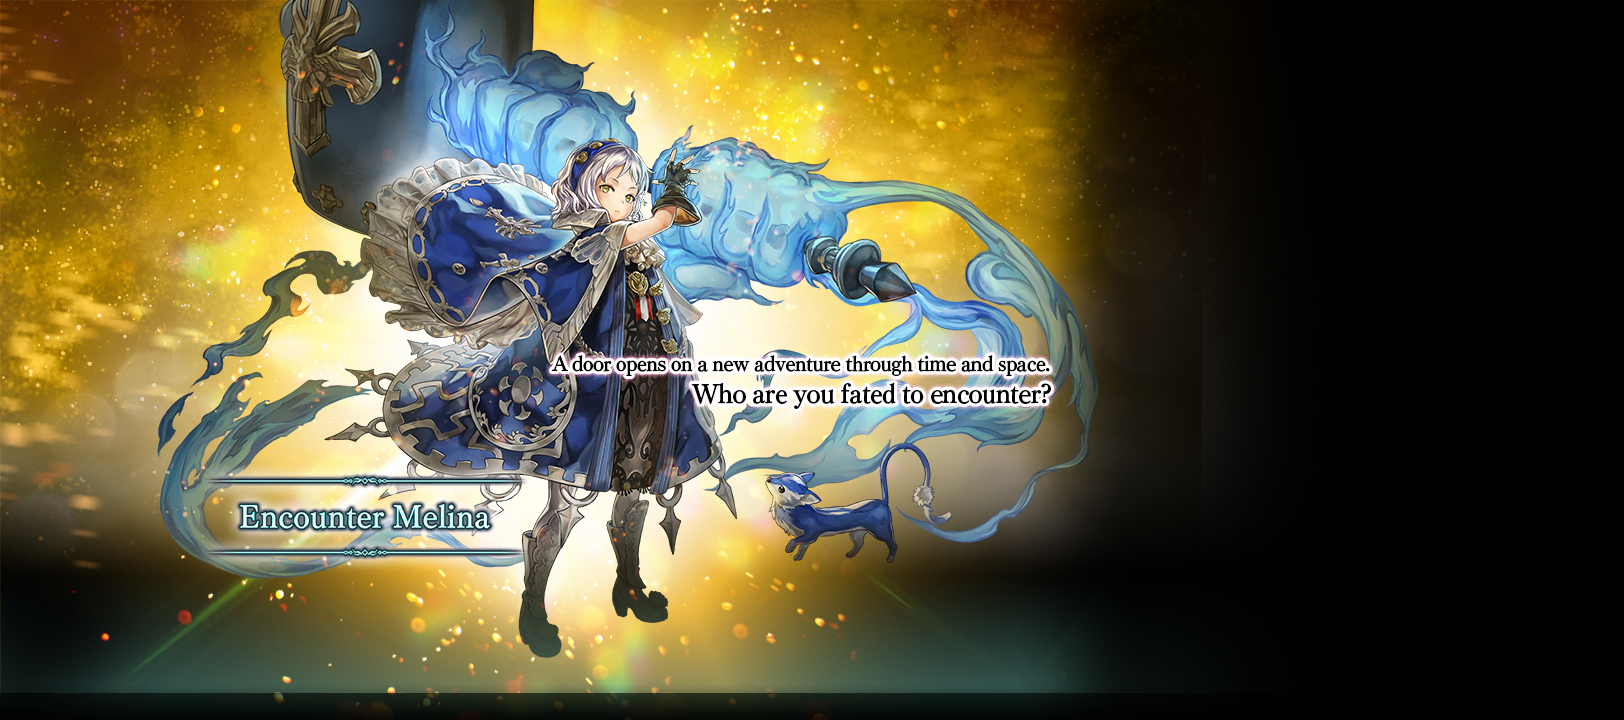 A door opens on a new adventure through time and space.
Who are you fated to encounter?
Encounter Melina